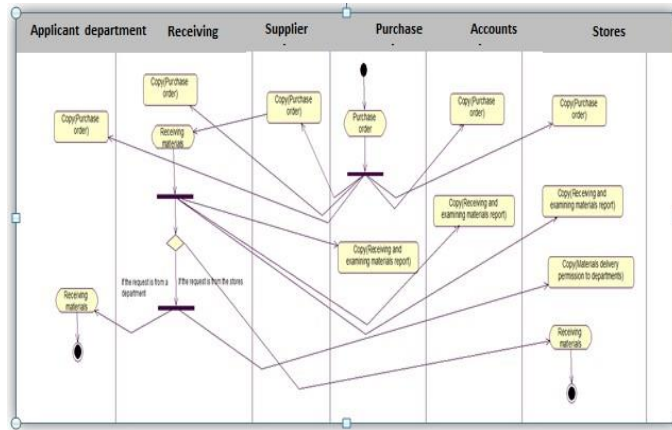 Applicant department
Receiving
Supplier
Purchase
Accounts
Stores
Copy(Purchase
order)
Copy(Purchase
order)
Copy(Purchase
order)
Purchase
order
Copy(Purchase
order)
Copy(Purchase
order)
Receiving
materials
Copy(Receiving and
examining materials report)
Copy(Receiving and
examining materials report)
Copy(Receiving and
examining materials report)
Copy(Materials delivery
permission to departments)
If the request is from a
department
If the request is from the stores
Receiving
materials
Receiving
materials